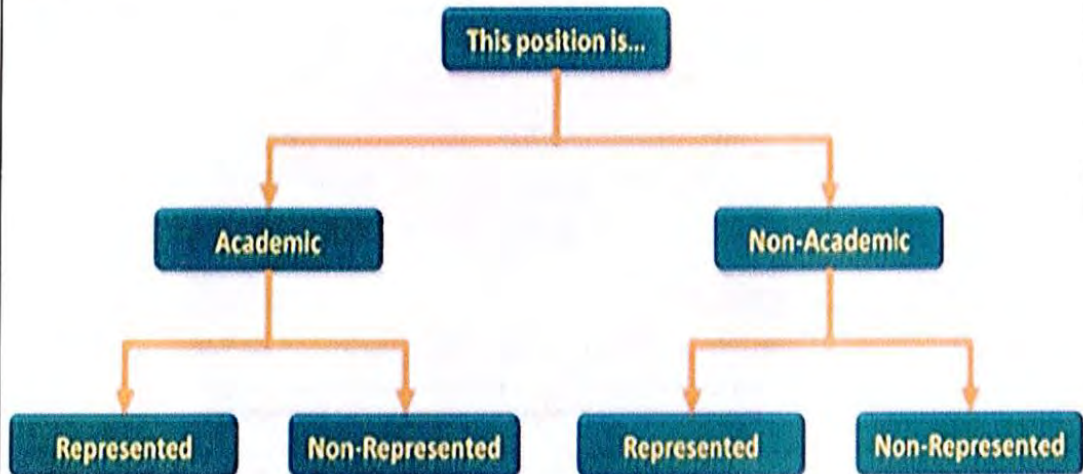 This position is...
Academic
Non-Academic
Represented
Non-Represented
Represented
Non-Represented